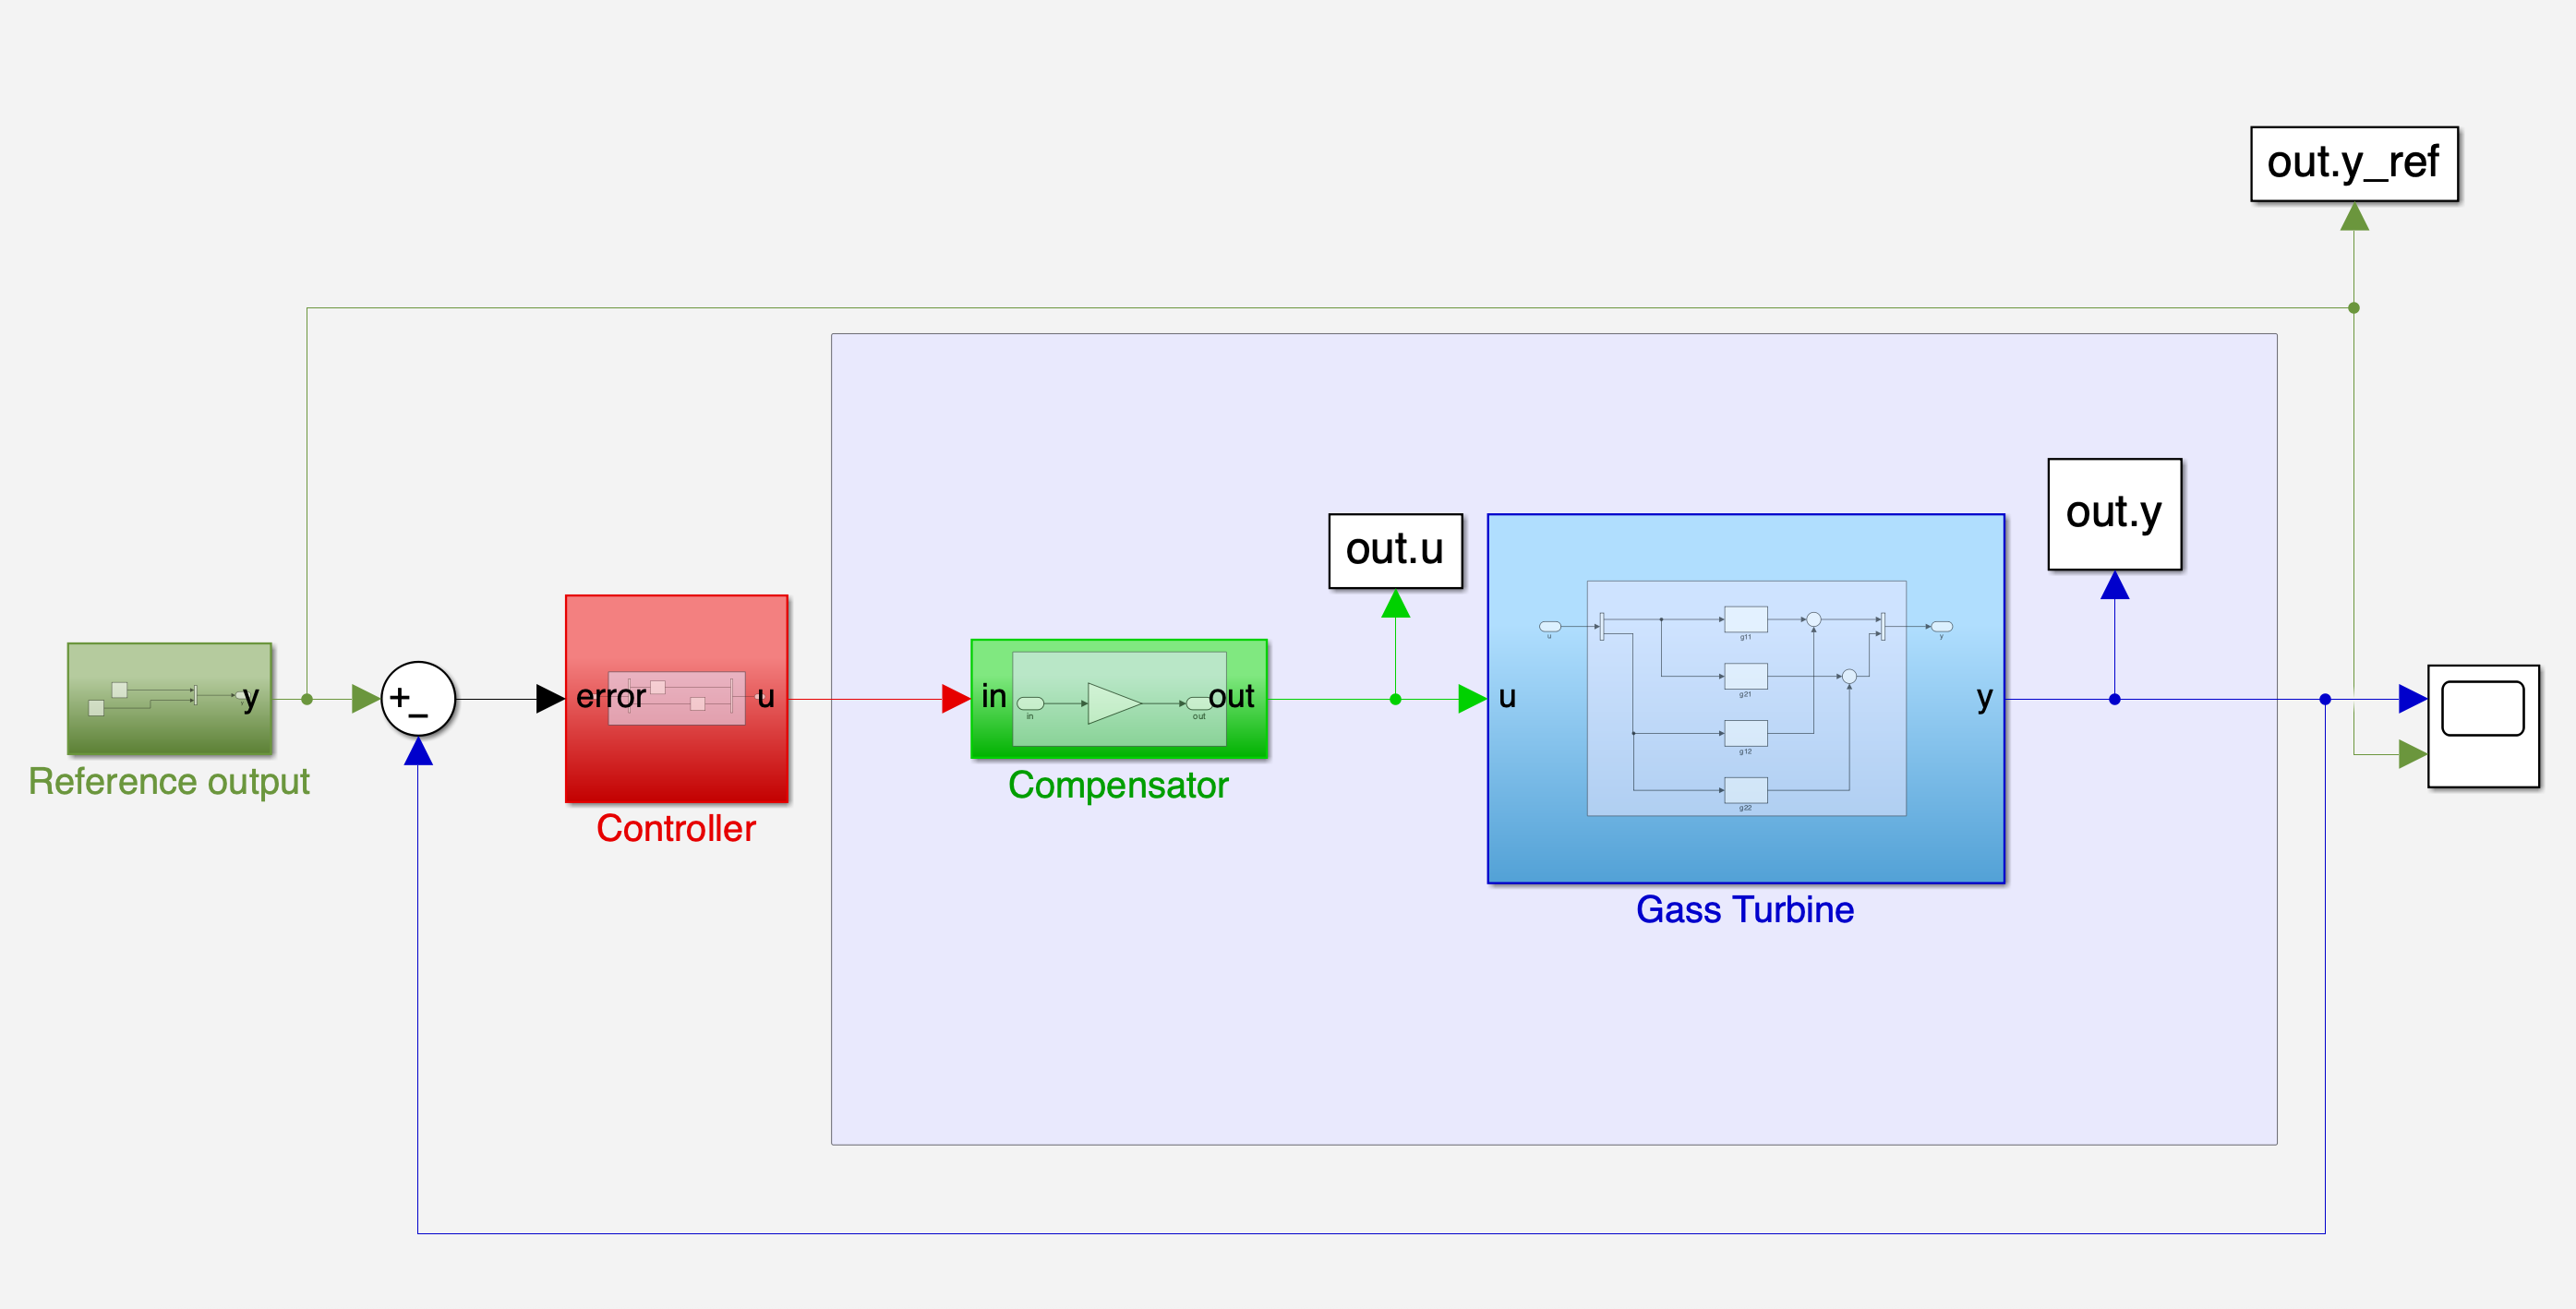 out.y_ref
out.y
out.u
y
+
_
error
u
in
in
out
out
u
u
g11
g21
g12
g22
y
y
Reference output
Controller
Compensator
Gass Turbine